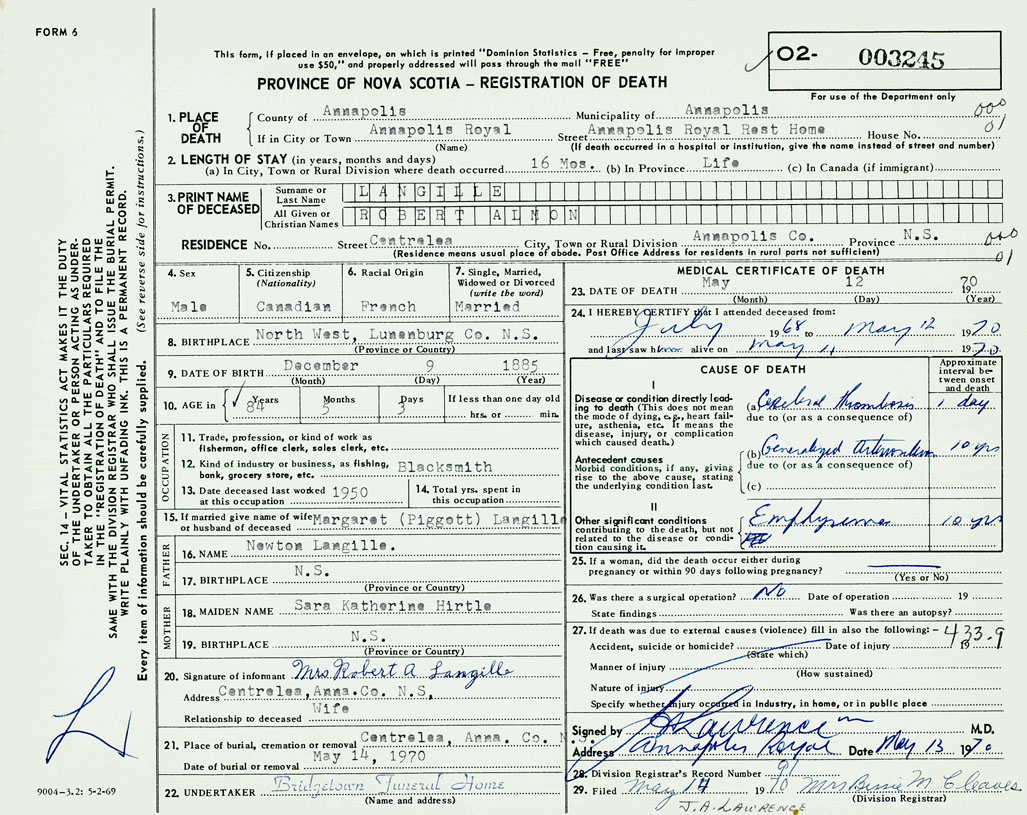 FORM 6
This form, if placed in an envelope, on which is printed "Dominion Statistics – Free, penalty for improper
use $50," and properly addressed will pass through the mail "FREE"
PROVINCE OF NOVA SCOTIA – REGISTRATION OF DEATH
02- 003245
For use of the Department only
1. PLACE OF DEATH
County of Annapolis Municipality of Annapolis 000
If in City or Town Annapolis Royal Street Annapolis Royal Rest Home House No. 01
(Name) (If death occurred in a hospital or institution, give the name instead of street and number)
2. LENGTH OF STAY (in years, months and days)
(a) In City, Town or Rural Division where death occurred 16 Mos. (b) In Province Life (c) In Canada (if immigrant)
3. PRINT NAME OF DECEASED
Surname or Last Name LANGILLE
All Given or Christian Names ROBERT ALMON
RESIDENCE No. Street Centrelea City, Town or Rural Division Annapolis Co. Province N.S. 000
(Residence means usual place of abode. Post Office Address for residents in rural parts not sufficient) 01
4. Sex
Male
5. Citizenship (Nationality)
Canadian
6. Racial Origin
French
7. Single, Married, Widowed or Divorced (write the word)
Married
8. BIRTHPLACE North West, Lunenburg Co. N.S.
(Province or Country)
9. DATE OF BIRTH December 9 1885
(Month) (Day) (Year)
10. AGE in Years Months Days If less than one day old
84 5 3 hrs. or min.
OCCUPATION
11. Trade, profession, or kind of work as
fisherman, office clerk, sales clerk, etc.
12. Kind of industry or business, as fishing,
bank, grocery store, etc. Blacksmith
13. Date deceased last worked at this occupation 1950
14. Total yrs. spent in this occupation
15. If married give name of wife or husband of deceased Margaret (Piggott) Langille
FATHER
16. NAME Newton Langille.
17. BIRTHPLACE N.S.
(Province or Country)
MOTHER
18. MAIDEN NAME Sara Katherine Hirtle
19. BIRTHPLACE N.S.
(Province or Country)
20. Signature of informant Mrs. Robert A Langille
Address Centrelea, Anna. Co. N.S,
Relationship to deceased Wife
21. Place of burial, cremation or removal Centrelea, Anna. Co. N.S.
Date of burial or removal May 14, 1970
22. UNDERTAKER Bridgetown Funeral Home
(Name and address)
MEDICAL CERTIFICATE OF DEATH
23. DATE OF DEATH May 12 1970
(Month) (Day) (Year)
24. I HEREBY CERTIFY that I attended deceased from:
July 1968 to May 12 1970
and last saw him alive on May 11 1970
CAUSE OF DEATH
Approximate interval between onset and death
I
Disease or condition directly leading to death (This does not mean the mode of dying, e.g., heart failure, asthenia, etc. It means the disease, injury, or complication which caused death.)
(a) Cerebral thrombosis 1 day
due to (or as a consequence of)
Antecedent causes
Morbid conditions, if any, giving rise to the above cause, stating the underlying condition last.
(b) Generalized 10 yrs
due to (or as a consequence of)
(c)
II
Other significant conditions
contributing to the death, but not related to the disease or condition causing it.
Emphysema 10 yrs
25. If a woman, did the death occur either during
pregnancy or within 90 days following pregnancy?
(Yes or No)
26. Was there a surgical operation? No Date of operation 19
State findings Was there an autopsy?
27. If death was due to external causes (violence) fill in also the following: – 433.9
Accident, suicide or homicide? Date of injury 19
(State which)
Manner of injury
(How sustained)
Nature of injury
Specify whether injury occurred in industry, in home, or in public place
Signed by Lawrence M.D.
Address Annapolis Royal Date May 13 1970
28. Division Registrar's Record Number 91
29. Filed May 14 1970 Mrs Bessie M Cleaves
(Division Registrar)
J.A. LAWRENCE
SEC. 14 – VITAL STATISTICS ACT MAKES IT THE DUTY
OF THE UNDERTAKER OR PERSON ACTING AS UNDER-
TAKER TO OBTAIN ALL THE PARTICULARS REQUIRED
IN THE "REGISTRATION OF DEATH" AND TO FILE THE
SAME WITH THE DIVISION REGISTRAR WHO SHALL ISSUE THE BURIAL PERMIT.
WRITE PLAINLY WITH UNFADING INK. THIS IS A PERMANENT RECORD.
Every item of information should be carefully supplied. (See reverse side for instructions.)
9004-3.2: 5-2-69